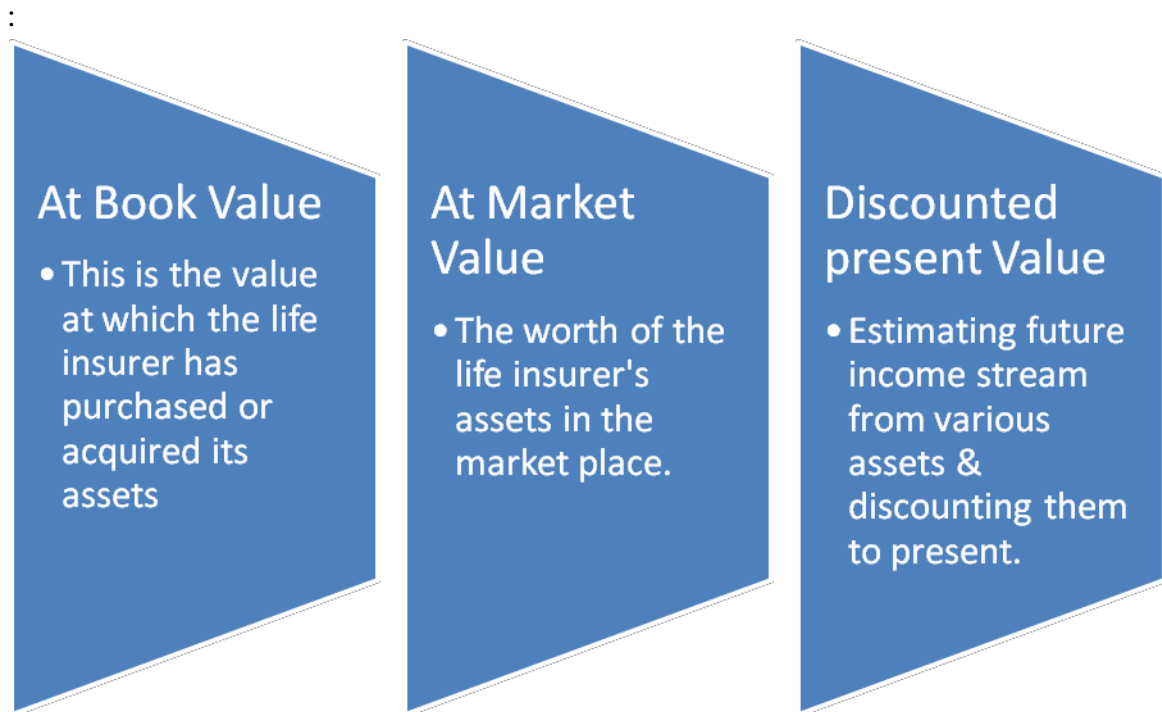 :
At Book Value
• This is the value
at which the life
insurer has
purchased or
acquired its
assets
At Market
Value
• The worth of the
life insurer's
assets in the
market place.
Discounted
present Value
• Estimating future
income stream
from various
assets &
discounting them
to present.